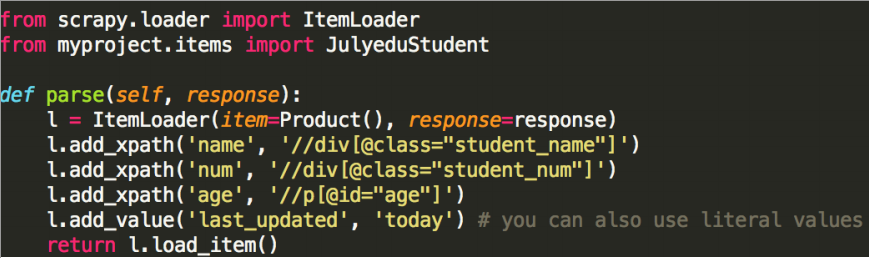 from scrapy.loader import ItemLoader
from myproject.items import JulyeduStudent

def parse(self, response):
    l = ItemLoader(item=Product(), response=response)
    l.add_xpath('name', '//div[@class="student_name"]')
    l.add_xpath('num', '//div[@class="student_num"]')
    l.add_xpath('age', '//p[@id="age"]')
    l.add_value('last_updated', 'today') # you can also use literal values
    return l.load_item()